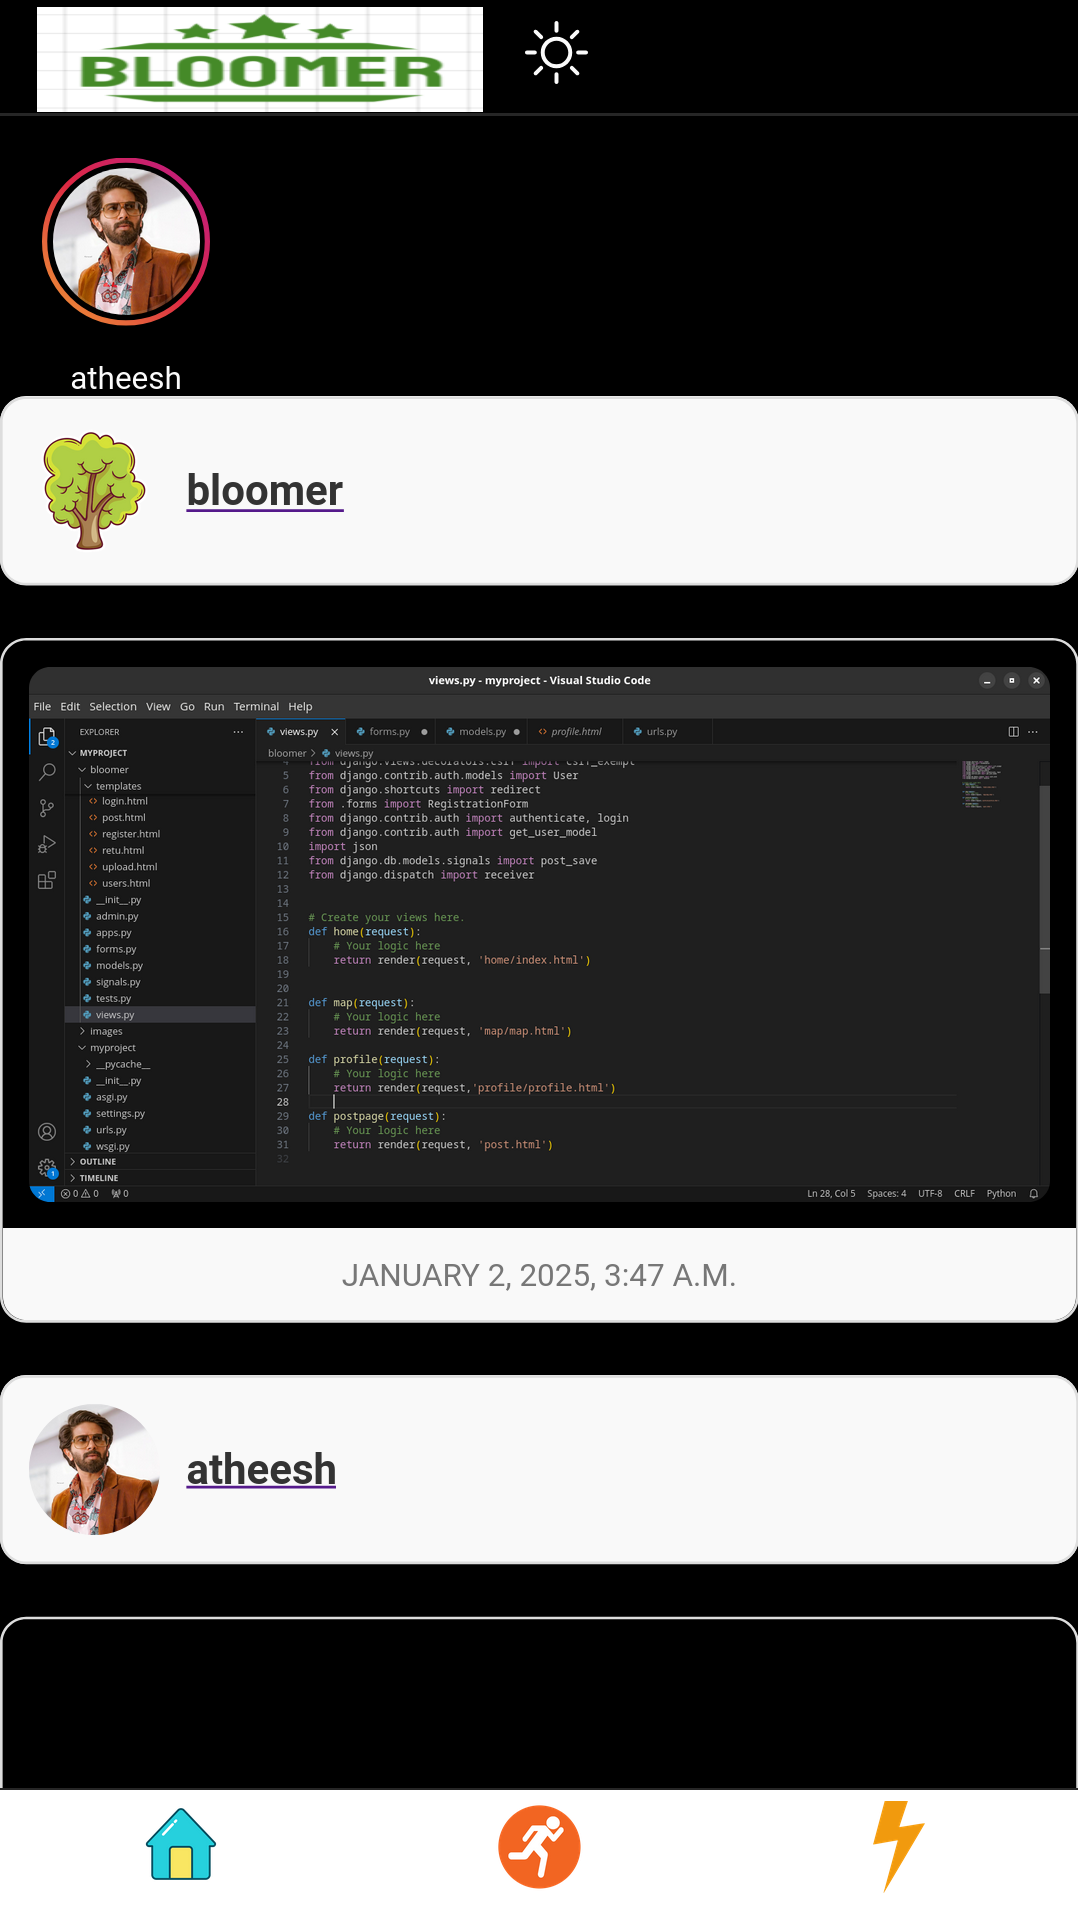 BLOOMER
atheesh
bloomer
views.py - myproject - Visual Studio Code
File Edit Selection View Go Run Terminal Help
EXPLORER
views.py
forms.py
models.py
profile.html
urls.py
MYPROJECT
bloomer
templates
login.html
post.html
register.html
retu.html
upload.html
users.html
__init__.py
admin.py
apps.py
forms.py
models.py
signals.py
tests.py
views.py
images
myproject
__pycache__
__init__.py
asgi.py
settings.py
urls.py
wsgi.py
OUTLINE
TIMELINE
bloomer > views.py
4 from django.views.decorators.csrf import csrf_exempt
5 from django.contrib.auth.models import User
6 from django.shortcuts import redirect
7 from .forms import RegistrationForm
8 from django.contrib.auth import authenticate, login
9 from django.contrib.auth import get_user_model
10 import json
11 from django.db.models.signals import post_save
12 from django.dispatch import receiver
13
14
15 # Create your views here.
16 def home(request):
17 # Your logic here
18 return render(request, 'home/index.html')
19
20
21 def map(request):
22 # Your logic here
23 return render(request, 'map/map.html')
24
25 def profile(request):
26 # Your logic here
27 return render(request,'profile/profile.html')
28
29 def postpage(request):
30 # Your logic here
31 return render(request, 'post.html')
32
0 0 0 Ln 28, Col 5 Spaces: 4 UTF-8 CRLF Python
JANUARY 2, 2025, 3:47 A.M.
atheesh